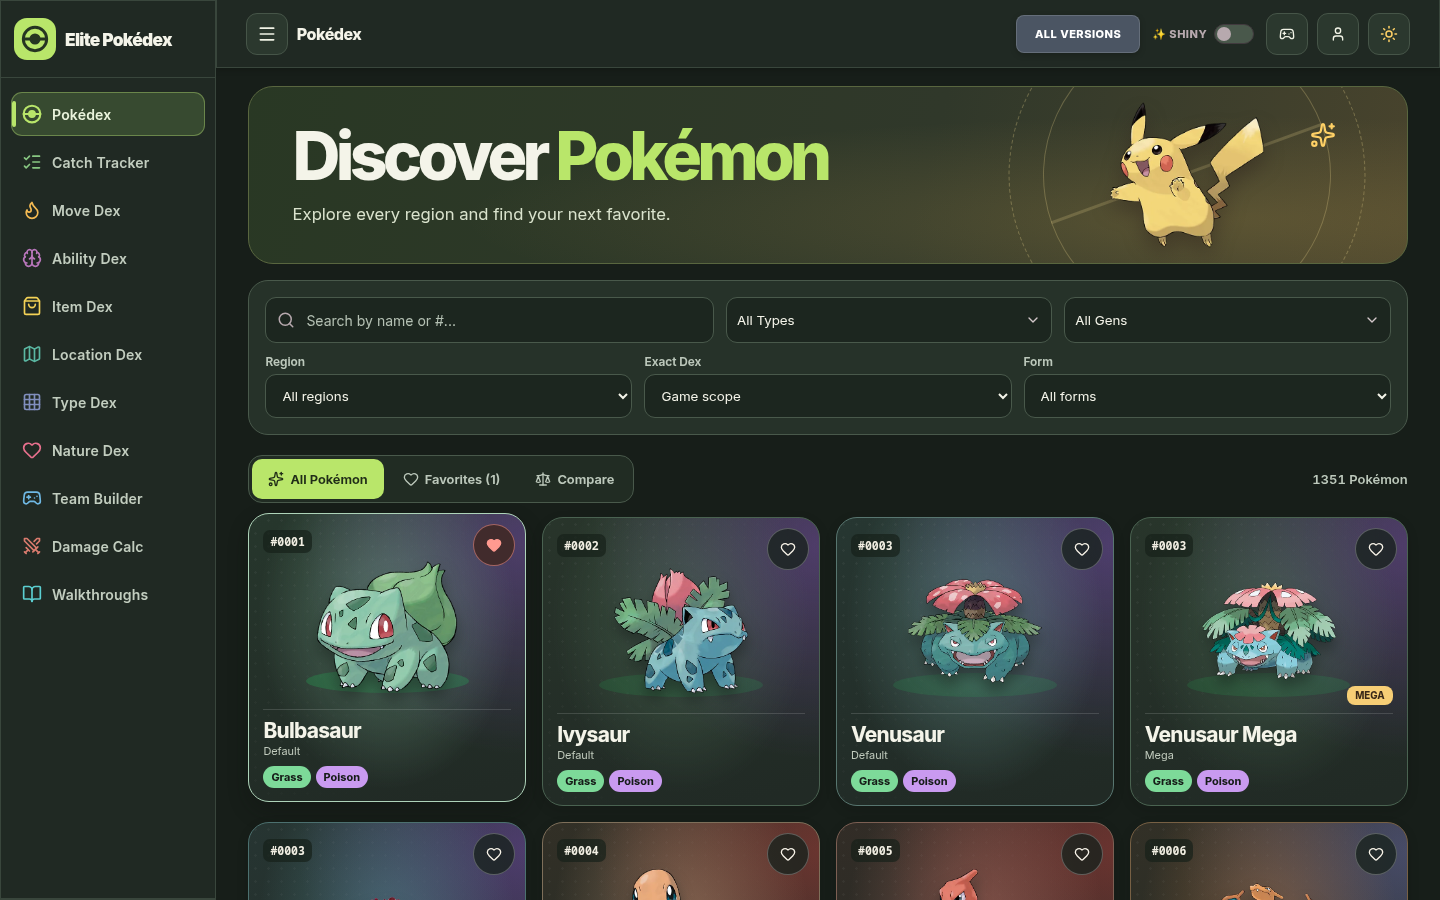 Elite Pokédex
Pokédex
ALL VERSIONS
✨ SHINY
Pokédex
Catch Tracker
Move Dex
Ability Dex
Item Dex
Location Dex
Type Dex
Nature Dex
Team Builder
Damage Calc
Walkthroughs
Discover Pokémon
Explore every region and find your next favorite.
Search by name or #...
All Types
All Gens
Region
Exact Dex
Form
All regions
Game scope
All forms
All Pokémon
Favorites (1)
Compare
1351 Pokémon
#0001
Bulbasaur
Default
Grass
Poison
#0002
Ivysaur
Default
Grass
Poison
#0003
Venusaur
Default
Grass
Poison
#0003
MEGA
Venusaur Mega
Mega
Grass
Poison
#0003
#0004
#0005
#0006